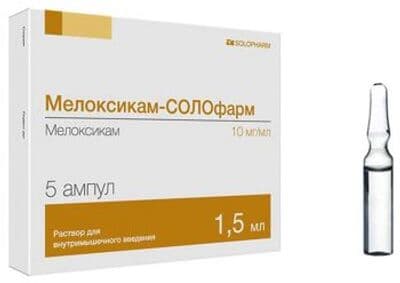 SOLOPHARM
Мелоксикам-СОЛОфарм
Мелоксикам
10 мг/мл
5 ампул
1,5 мл
Раствор для
внутримышечного введения